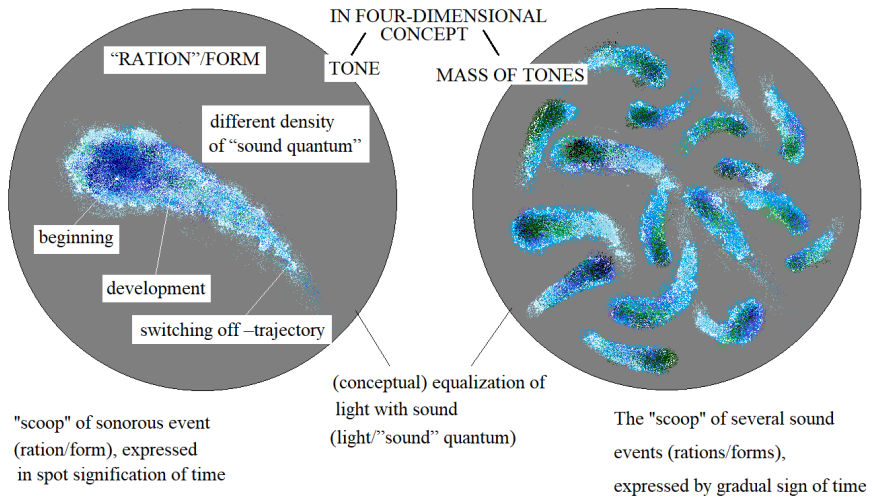 IN FOUR-DIMENSIONAL
CONCEPT
“RATION”/FORM
TONE
MASS OF TONES
different density
of “sound quantum”
beginning
development
switching off –trajectory
(conceptual) equalization of
light with sound
(light/”sound” quantum)
"scoop" of sonorous event
(ration/form), expressed
in spot signification of time
The "scoop" of several sound
events (rations/forms),
expressed by gradual sign of time